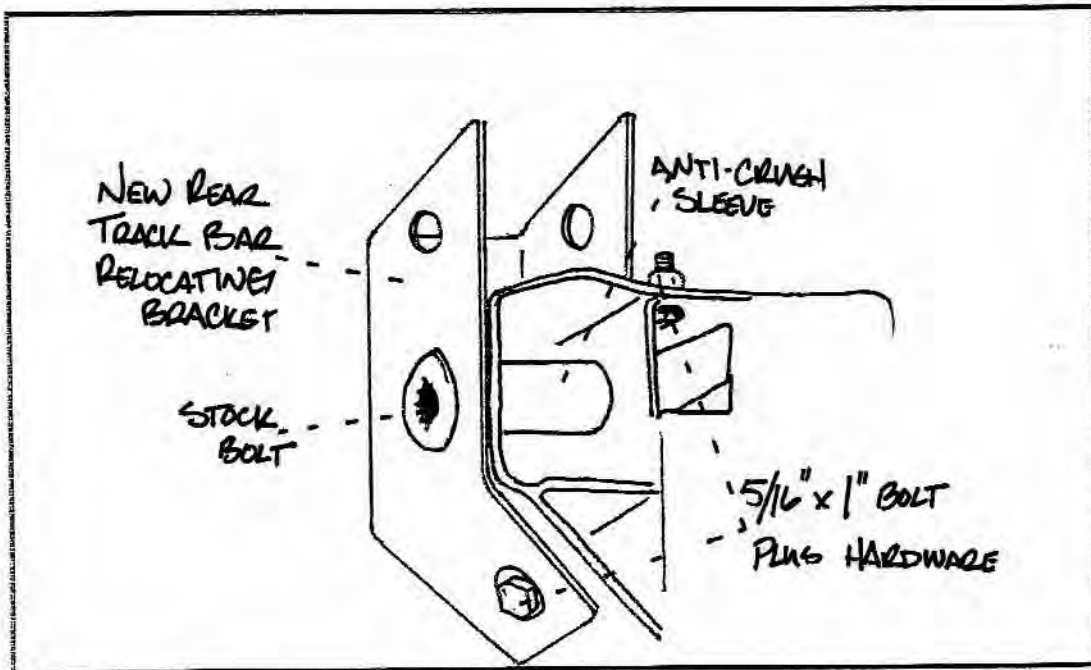 NEW REAR
TRACK BAR
RELOCATING
BRACKET
STOCK
BOLT
ANTI-CRUSH
SLEEVE
5/16" x 1" BOLT
PLUS HARDWARE